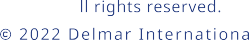 ll rights reserved.
© 2022 Delmar Internationa